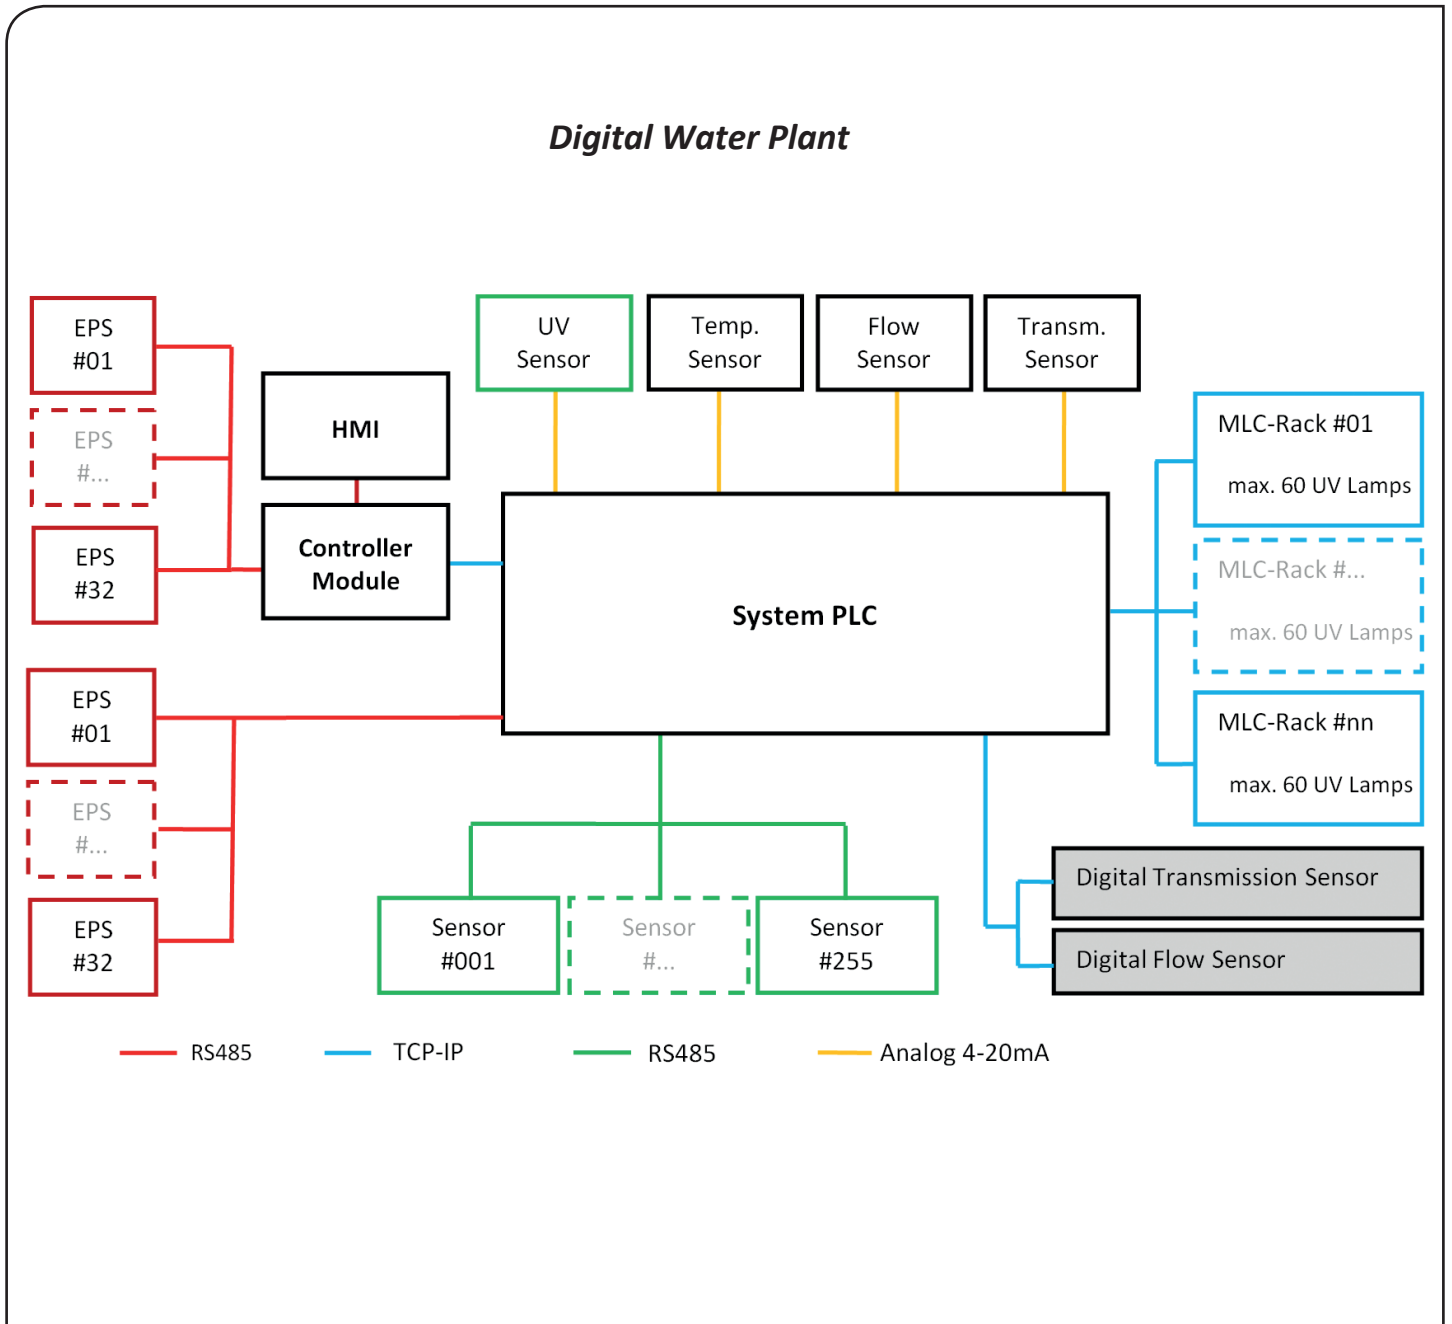 Digital Water Plant
EPS
#01
EPS
#...
EPS
#32
HMI
Controller
Module
UV
Sensor
Temp.
Sensor
Flow
Sensor
Transm.
Sensor
System PLC
MLC-Rack #01
max. 60 UV Lamps
MLC-Rack #...
max. 60 UV Lamps
MLC-Rack #nn
max. 60 UV Lamps
EPS
#01
EPS
#...
EPS
#32
Sensor
#001
Sensor
#...
Sensor
#255
Digital Transmission Sensor
Digital Flow Sensor
RS485
TCP-IP
RS485
Analog 4-20mA